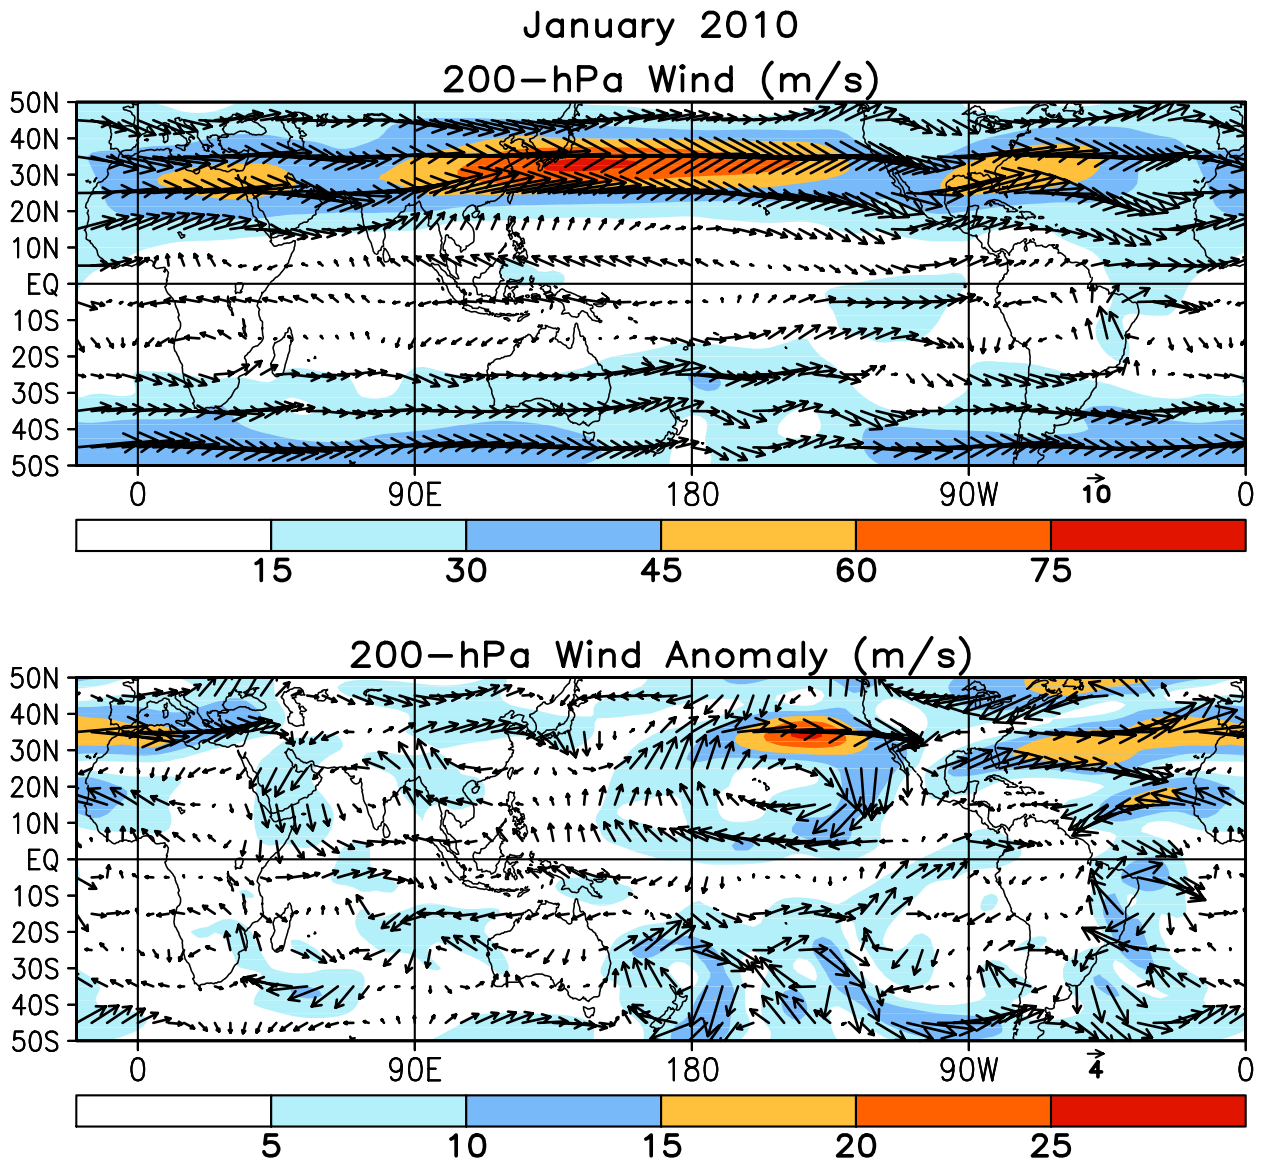 January 2010
200-hPa Wind (m/s)
50N
40N
30N
20N
10N
EQ
10S
20S
30S
40S
50S
0 90E 180 90W 10 0
15 30 45 60 75
200-hPa Wind Anomaly (m/s)
50N
40N
30N
20N
10N
EQ
10S
20S
30S
40S
50S
0 90E 180 90W 4 0
5 10 15 20 25